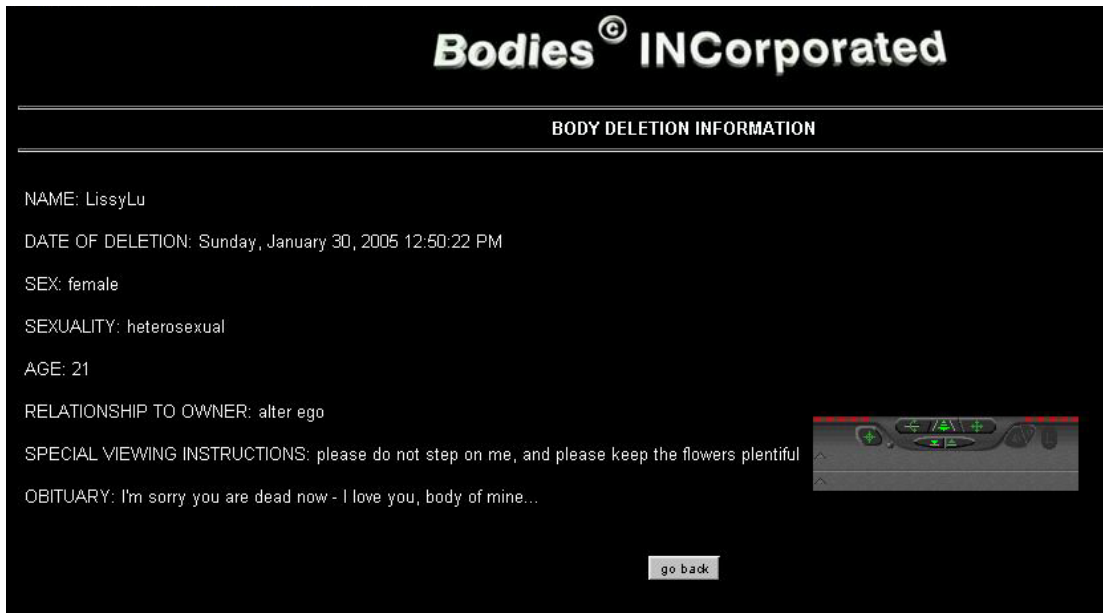 Bodies© INCorporated
BODY DELETION INFORMATION
NAME: LissyLu
DATE OF DELETION: Sunday, January 30, 2005 12:50:22 PM
SEX: female
SEXUALITY: heterosexual
AGE: 21
RELATIONSHIP TO OWNER: alter ego
SPECIAL VIEWING INSTRUCTIONS: please do not step on me, and please keep the flowers plentiful
OBITUARY: I'm sorry you are dead now - I love you, body of mine...
go back